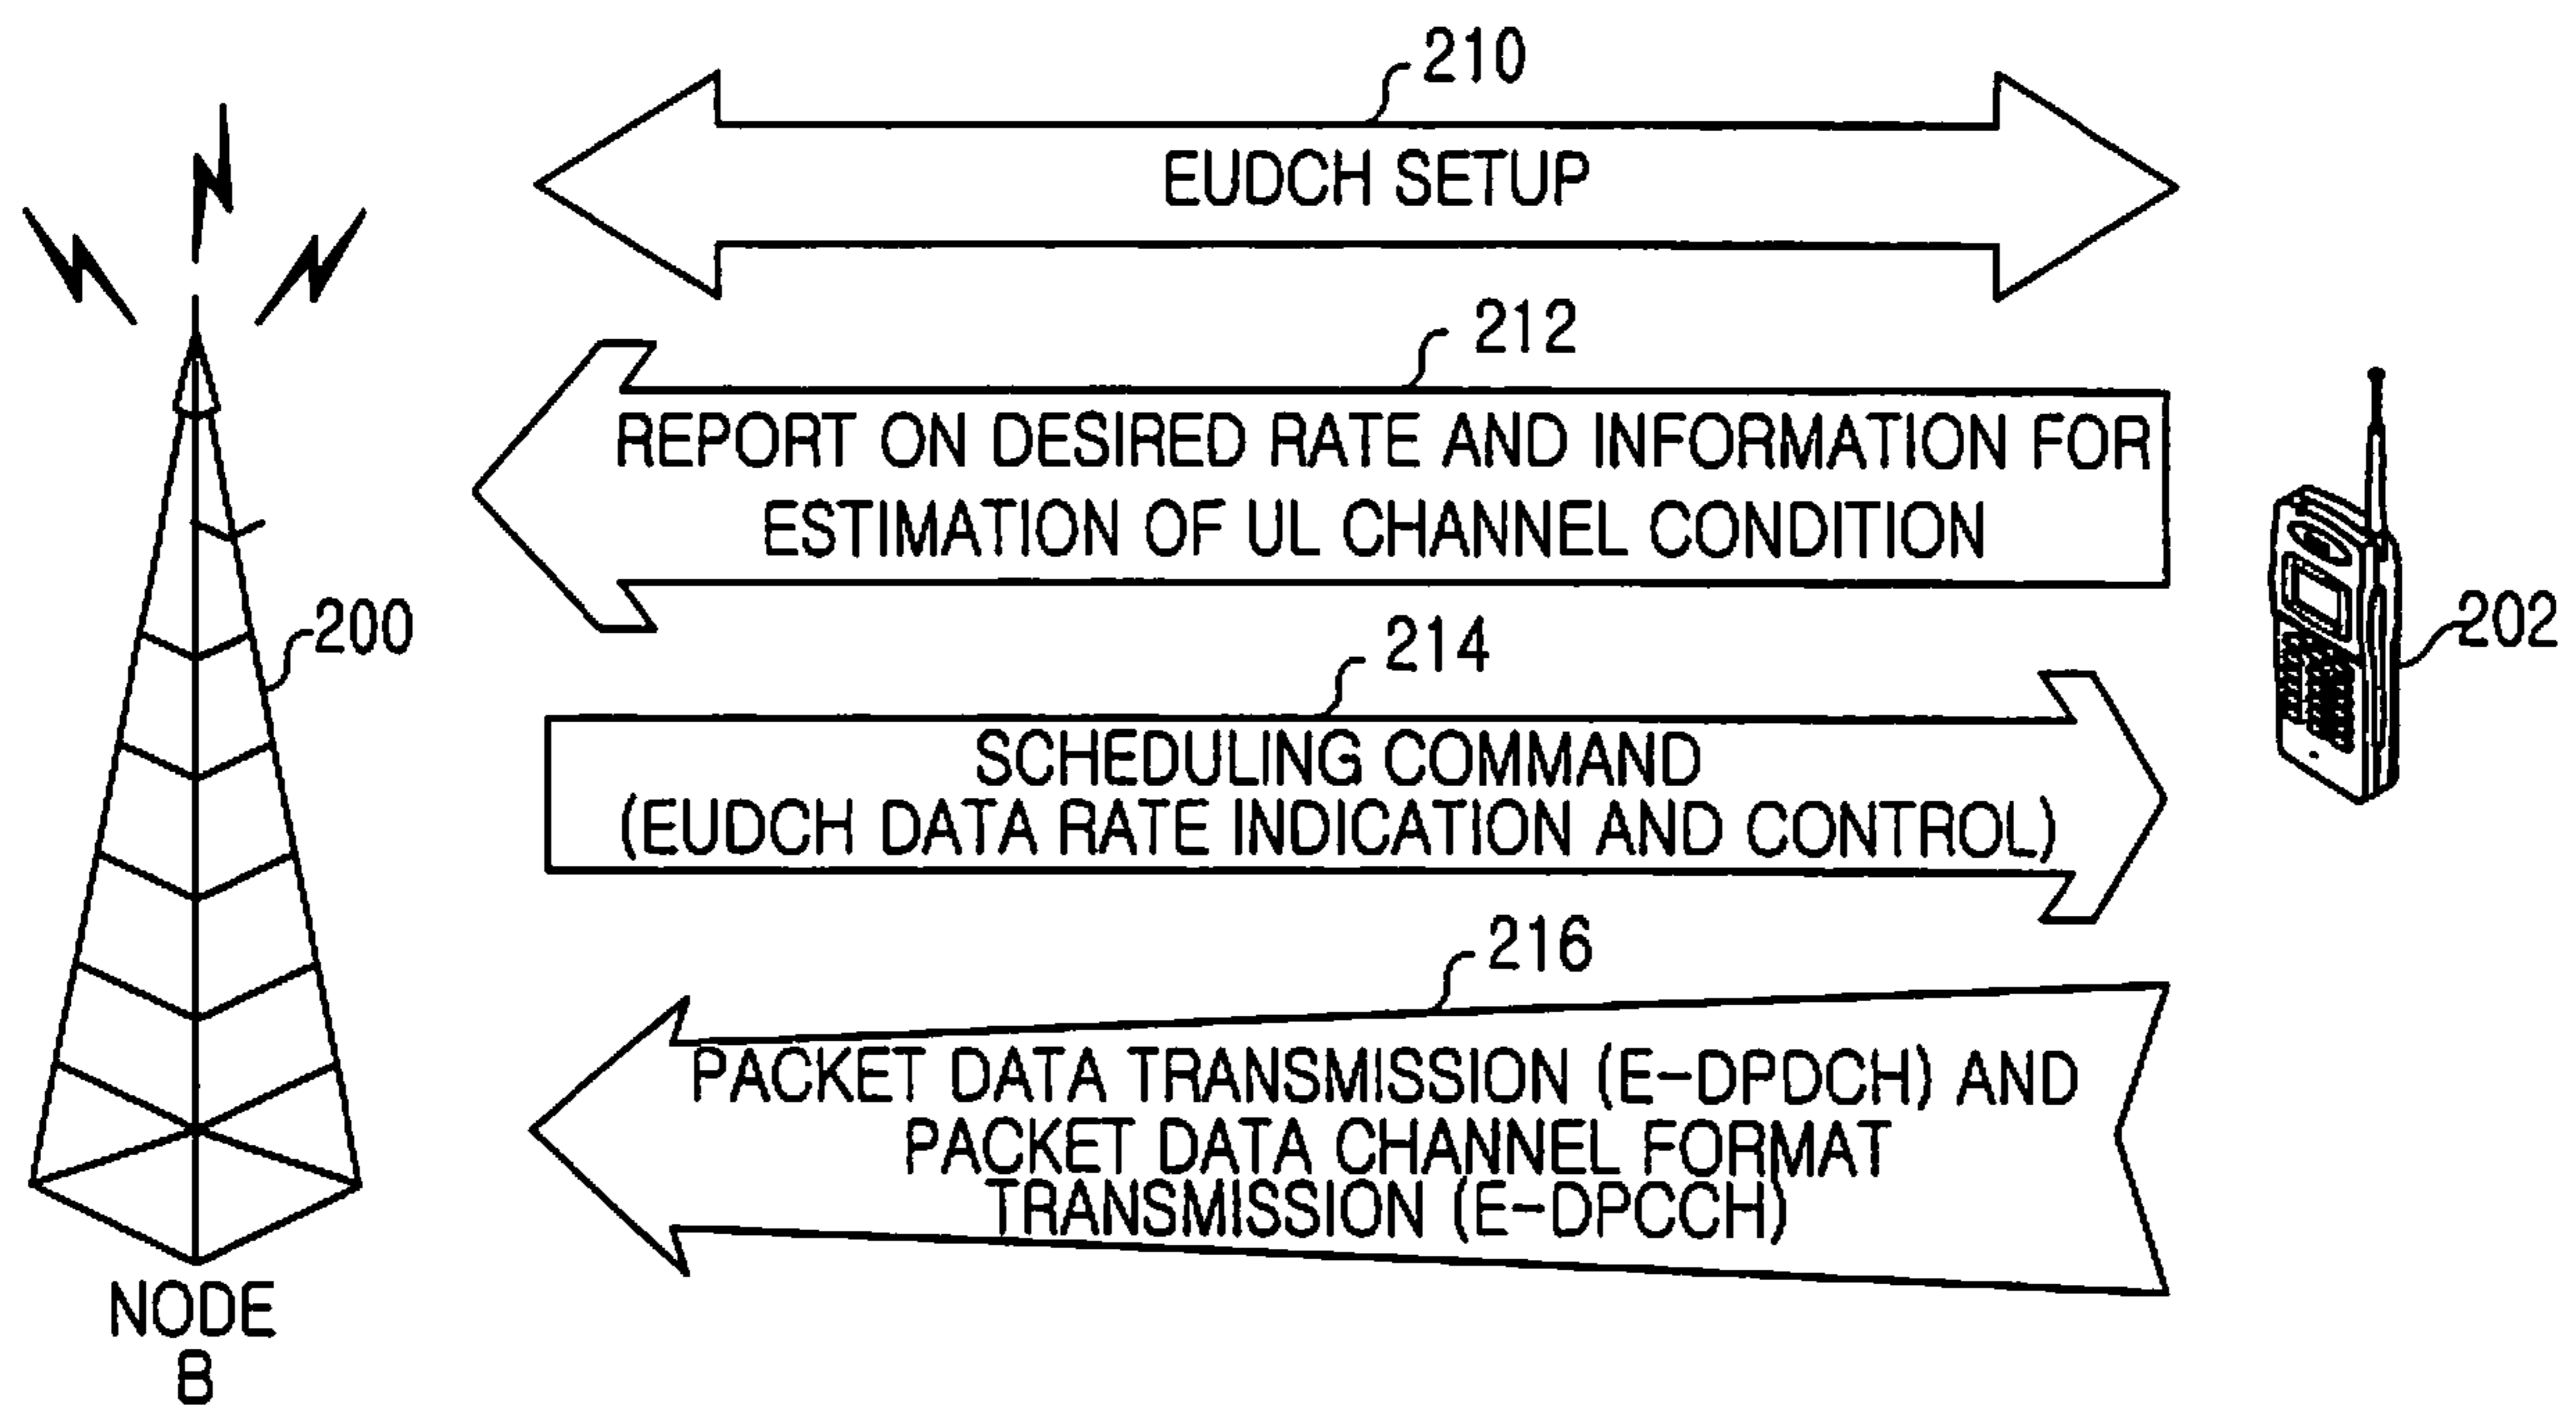 210
EUDCH SETUP
212
REPORT ON DESIRED RATE AND INFORMATION FOR
ESTIMATION OF UL CHANNEL CONDITION
200
202
214
SCHEDULING COMMAND
(EUDCH DATA RATE INDICATION AND CONTROL)
216
PACKET DATA TRANSMISSION (E-DPDCH) AND
PACKET DATA CHANNEL FORMAT
TRANSMISSION (E-DPCCH)
NODE
B